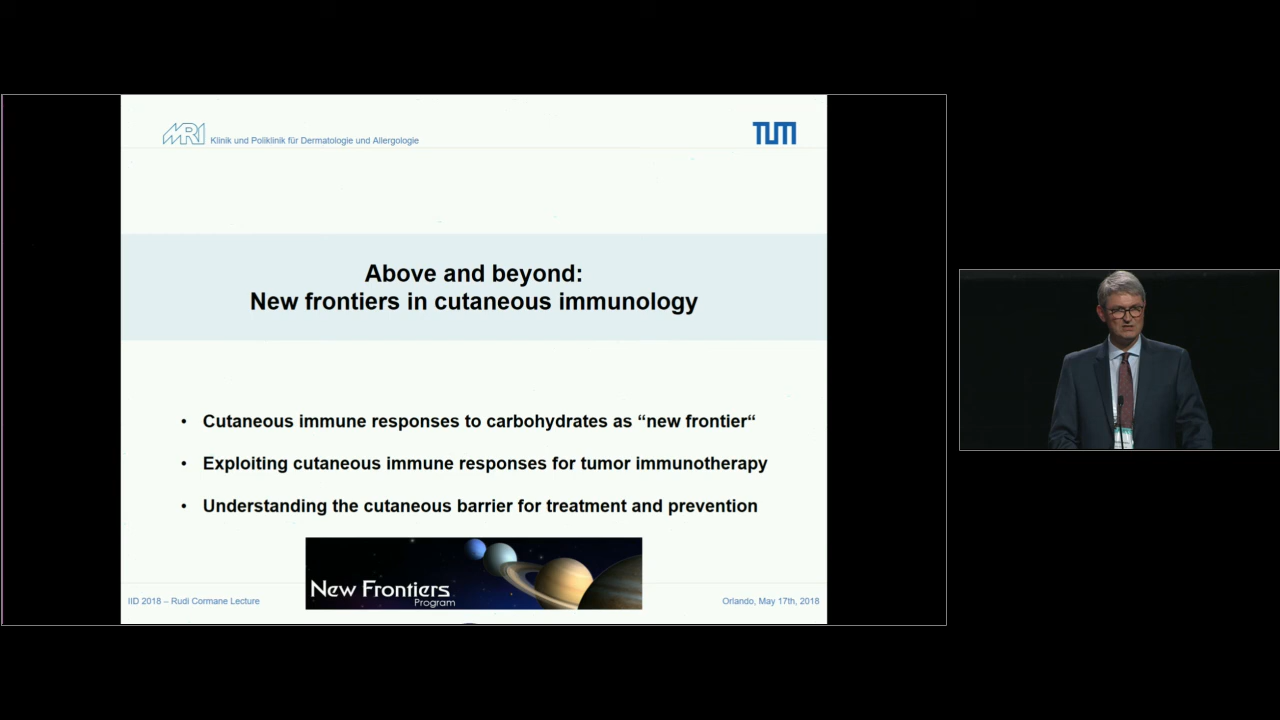 MRI Klinik und Poliklinik für Dermatologie und Allergologie
TUM
Above and beyond:
New frontiers in cutaneous immunology
• Cutaneous immune responses to carbohydrates as “new frontier“
• Exploiting cutaneous immune responses for tumor immunotherapy
• Understanding the cutaneous barrier for treatment and prevention
New Frontiers
Program
IID 2018 – Rudi Cormane Lecture
Orlando, May 17th, 2018